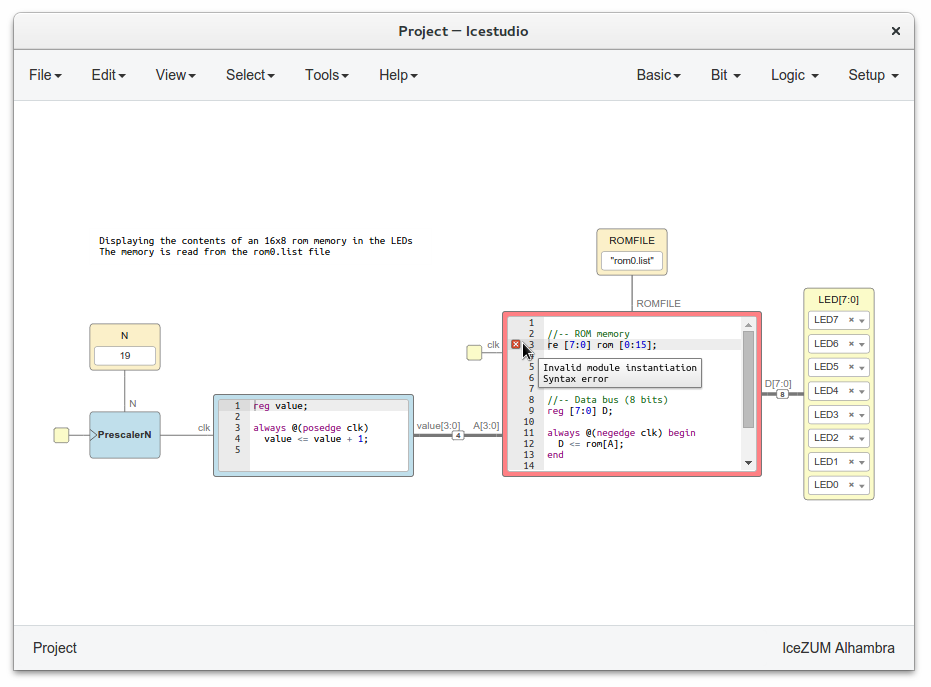 Project – Icestudio
×
File Edit View Select Tools Help Basic Bit Logic Setup
Displaying the contents of an 16x8 rom memory in the LEDs
The memory is read from the rom0.list file
ROMFILE
"rom0.list"
ROMFILE
N
19
N
PrescalerN
clk
1 reg value;
2
3 always @(posedge clk)
4 value <= value + 1;
5
value[3:0]
4
A[3:0]
clk
1
2 //-- ROM memory
3 re [7:0] rom [0:15];
Invalid module instantiation
Syntax error
5
6
7
8 //-- Data bus (8 bits)
9 reg [7:0] D;
10
11 always @(negedge clk) begin
12 D <= rom[A];
13 end
14
D[7:0]
8
LED[7:0]
LED7 ×
LED6 ×
LED5 ×
LED4 ×
LED3 ×
LED2 ×
LED1 ×
LED0 ×
Project
IceZUM Alhambra